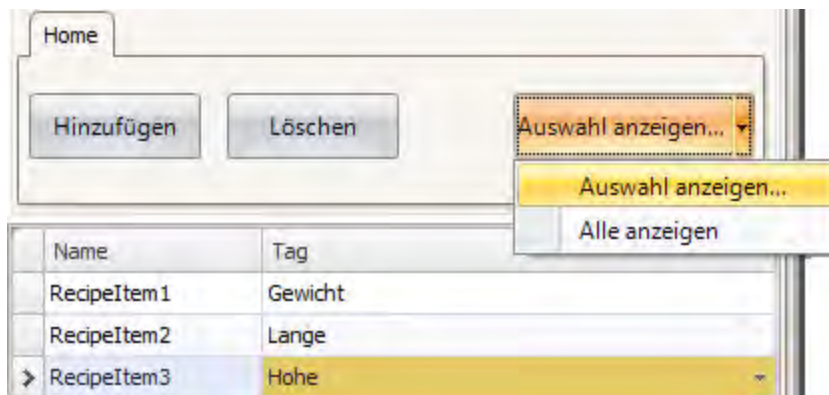 Home
Hinzufügen Löschen Auswahl anzeigen...
Auswahl anzeigen...
Alle anzeigen
Name Tag
RecipeItem1 Gewicht
RecipeItem2 Lange
RecipeItem3 Hohe